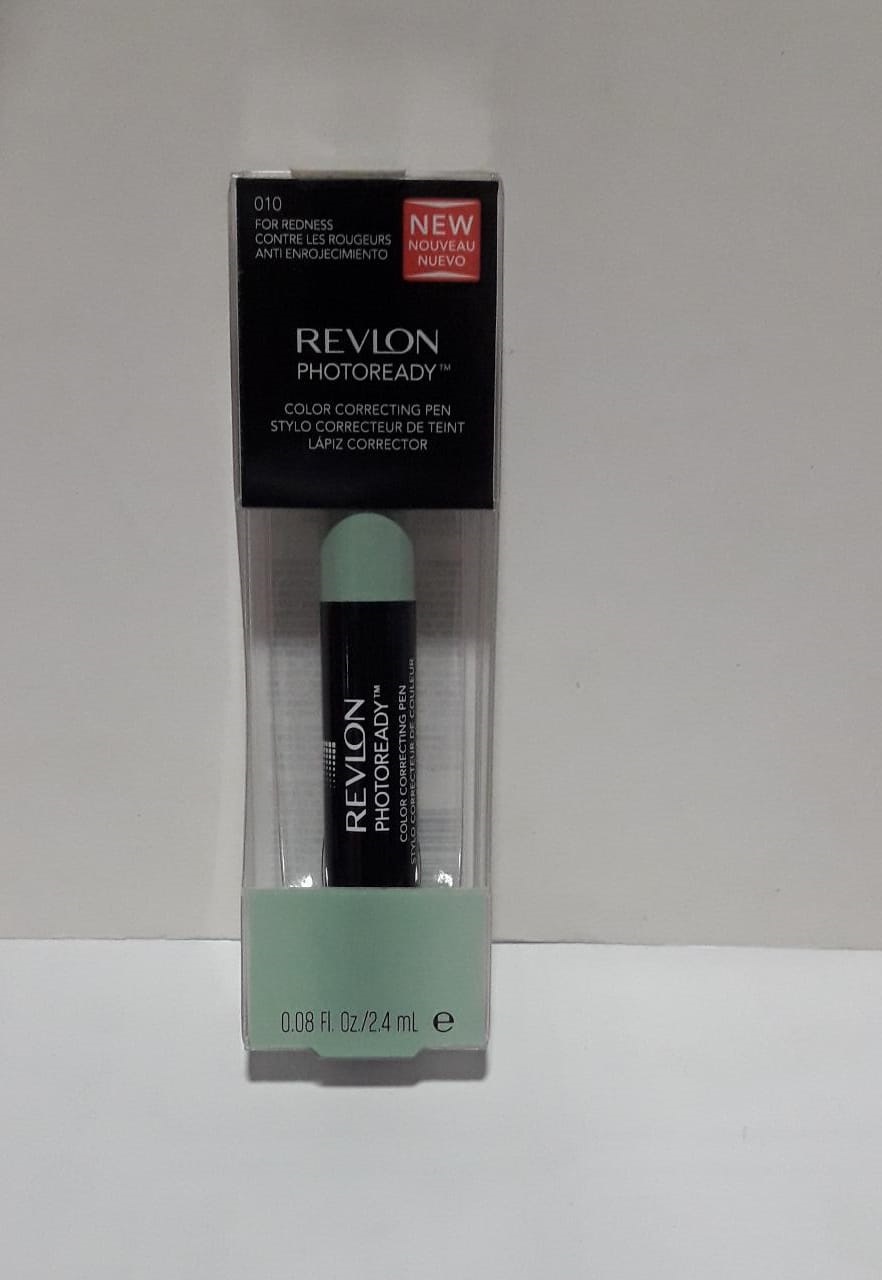 010
FOR REDNESS
CONTRE LES ROUGEURS
ANTI ENROJECIMIENTO
NEW
NOUVEAU
NUEVO
REVLON
PHOTOREADY™
COLOR CORRECTING PEN
STYLO CORRECTEUR DE TEINT
LÁPIZ CORRECTOR
REVLON
PHOTOREADY™
COLOR CORRECTING PEN
STYLO CORRECTEUR DE COULEUR
0.08 Fl. Oz./2.4 mL ℮